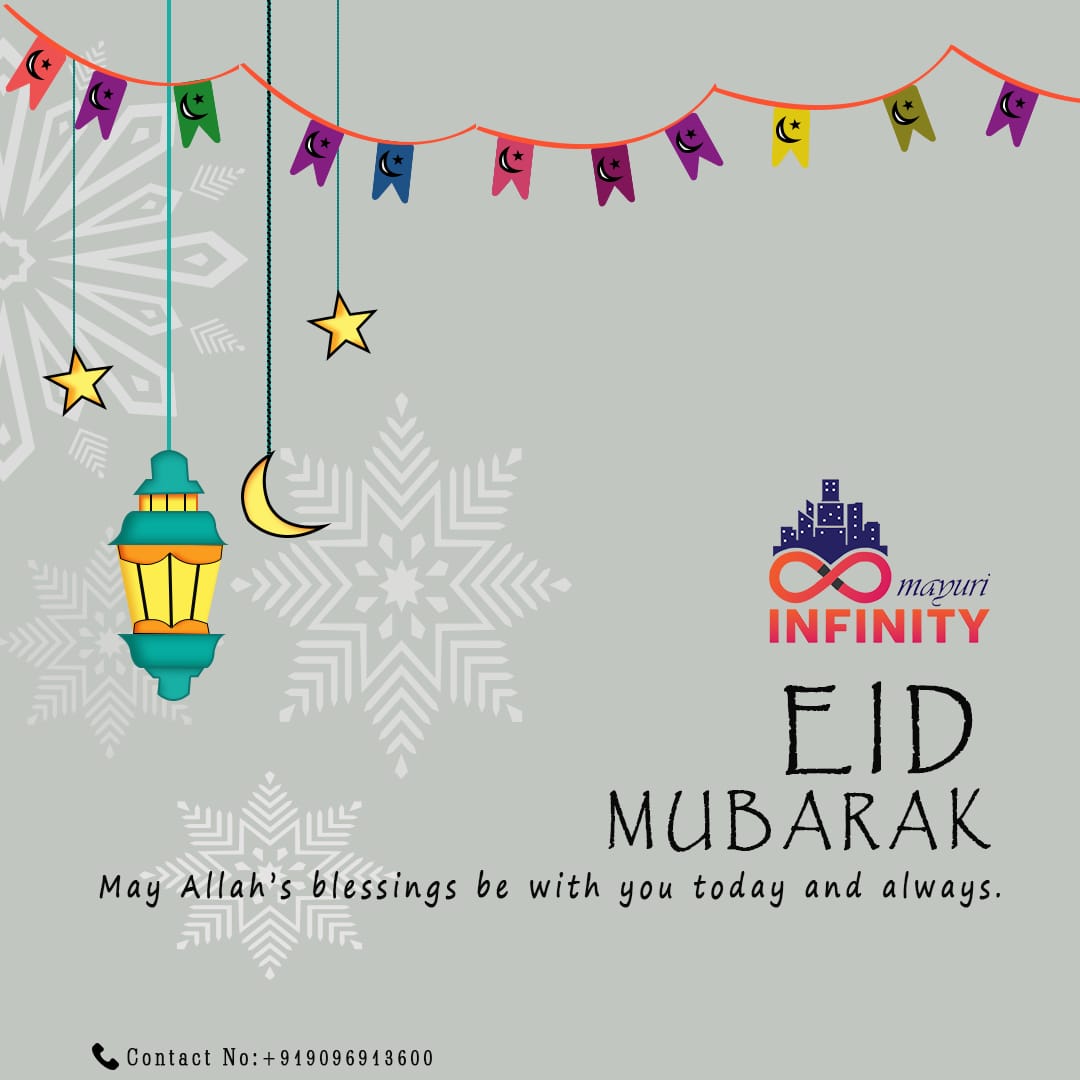 mayuri
INFINITY
EID
MUBARAK
May Allah's blessings be with you today and always.
Contact No:+919096913600